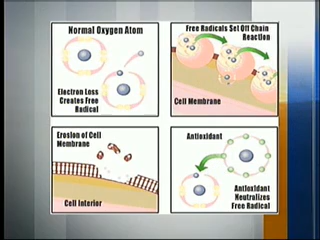 Normal Oxygen Atom
Electron Loss
Creates Free
Radical
Free Radicals Set Off Chain
Reaction
Cell Membrane
Erosion of Cell
Membrane
Cell Interior
Antioxidant
Antioxidant
Neutralizes
Free Radical